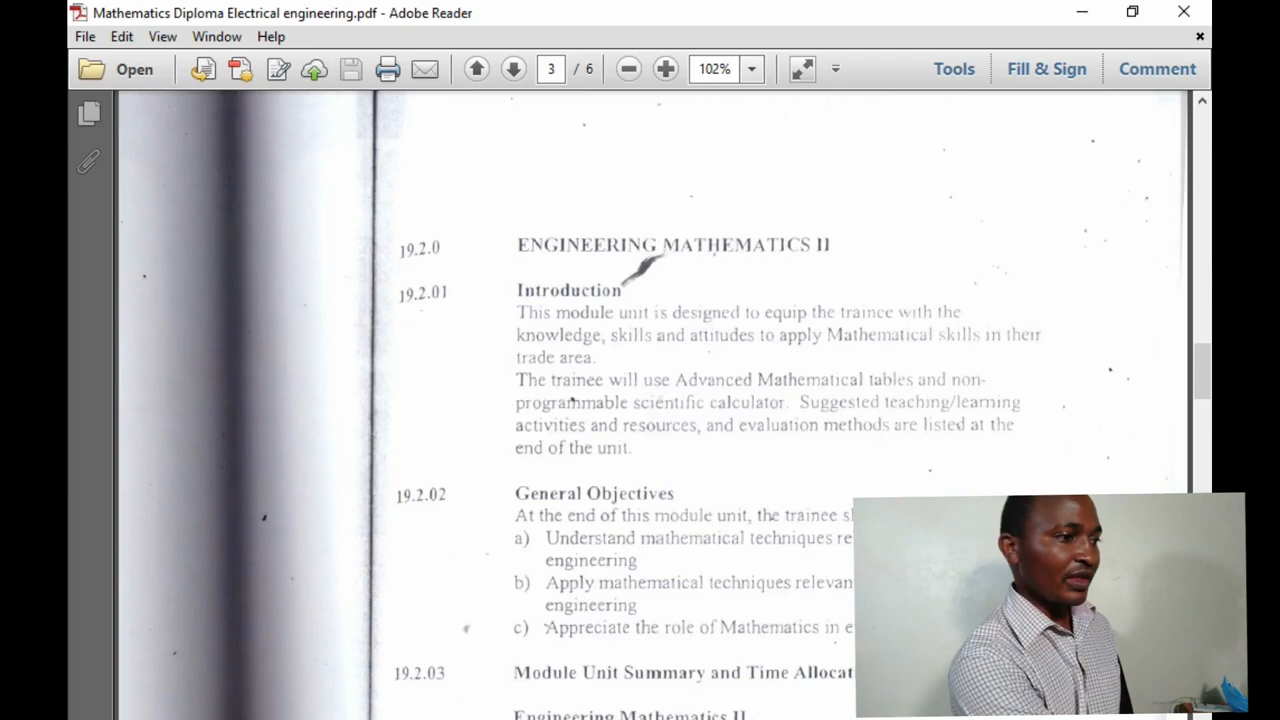 Mathematics Diploma Electrical engineering.pdf - Adobe Reader
File Edit View Window Help
Open 3 / 6 102% Tools Fill & Sign Comment
19.2.0 ENGINEERING MATHEMATICS II
19.2.01 Introduction
This module unit is designed to equip the trainee with the
knowledge, skills and attitudes to apply Mathematical skills in their
trade area.
The trainee will use Advanced Mathematical tables and non-
programmable scientific calculator. Suggested teaching/learning
activities and resources, and evaluation methods are listed at the
end of the unit.
19.2.02 General Objectives
At the end of this module unit, the trainee s
a) Understand mathematical techniques re
engineering
b) Apply mathematical techniques relevan
engineering
c) Appreciate the role of Mathematics in e
19.2.03 Module Unit Summary and Time Allocat
Engineering Mathematics II